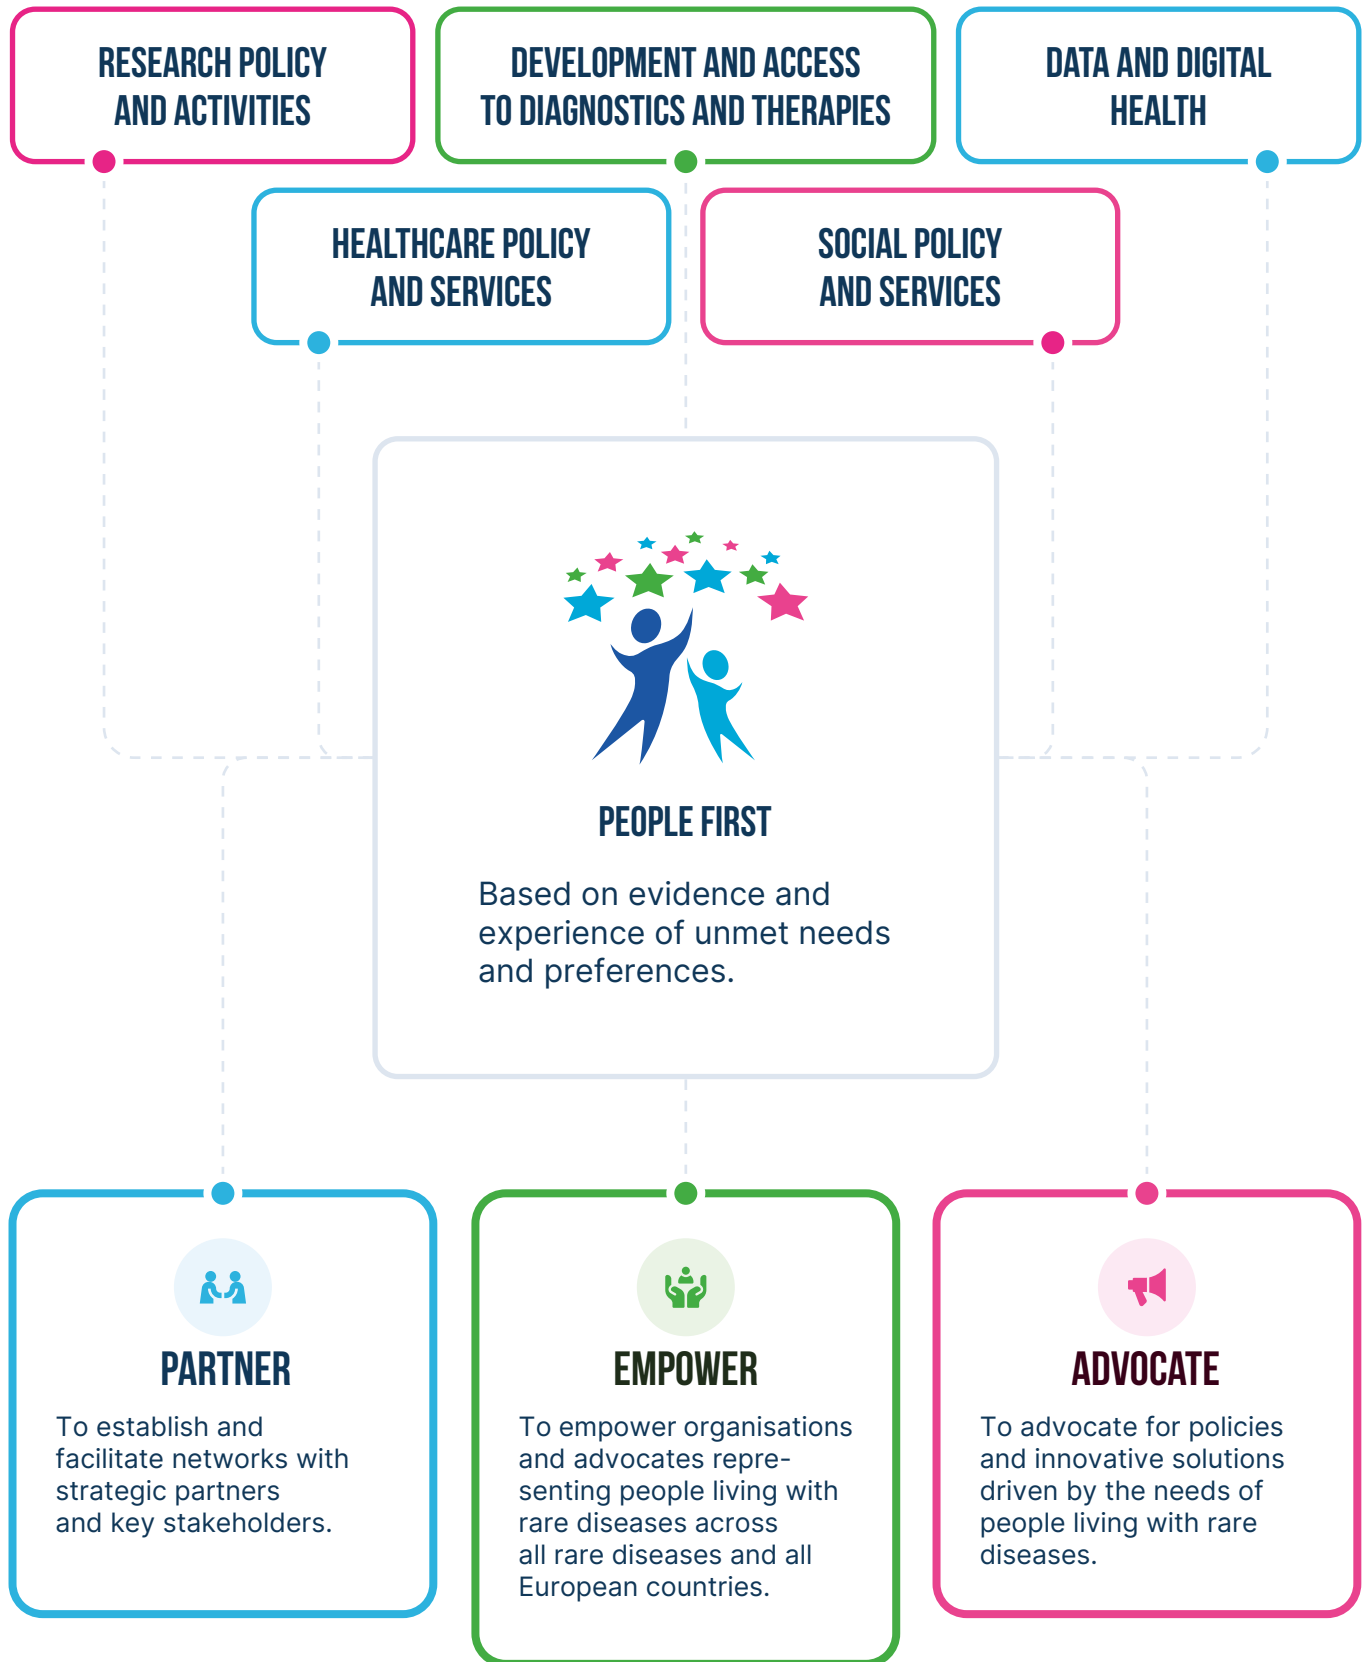 RESEARCH POLICY
AND ACTIVITIES
DEVELOPMENT AND ACCESS
TO DIAGNOSTICS AND THERAPIES
DATA AND DIGITAL
HEALTH
HEALTHCARE POLICY
AND SERVICES
SOCIAL POLICY
AND SERVICES
PEOPLE FIRST
Based on evidence and
experience of unmet needs
and preferences.
PARTNER
To establish and
facilitate networks with
strategic partners
and key stakeholders.
EMPOWER
To empower organisations
and advocates repre-
senting people living with
rare diseases across
all rare diseases and all
European countries.
ADVOCATE
To advocate for policies
and innovative solutions
driven by the needs of
people living with rare
diseases.